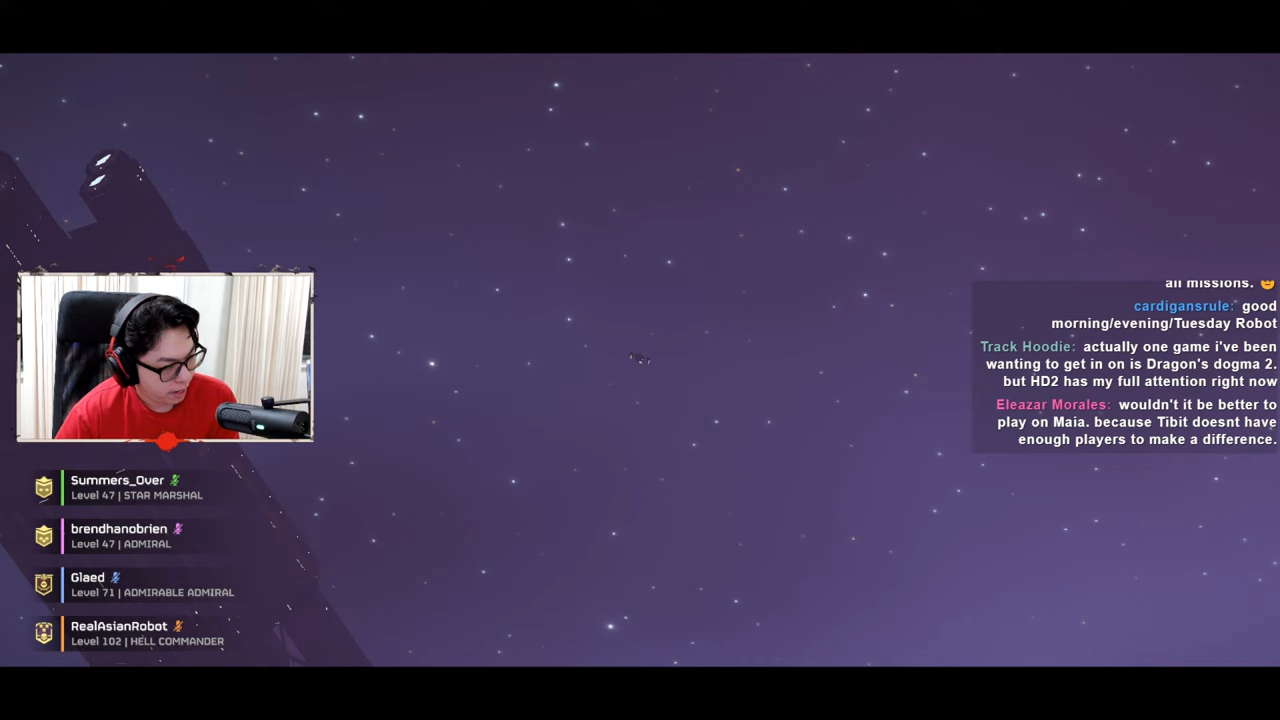 all missions.
cardigansrule: good
morning/evening/Tuesday Robot
Track Hoodie: actually one game i've been
wanting to get in on is Dragon's dogma 2.
but HD2 has my full attention right now
Eleazar Morales: wouldn't it be better to
play on Maia. because Tibit doesnt have
enough players to make a difference.
Summers_Over
Level 47 | STAR MARSHAL
brendhanobrien
Level 47 | ADMIRAL
Glaed
Level 71 | ADMIRABLE ADMIRAL
RealAsianRobot
Level 102 | HELL COMMANDER